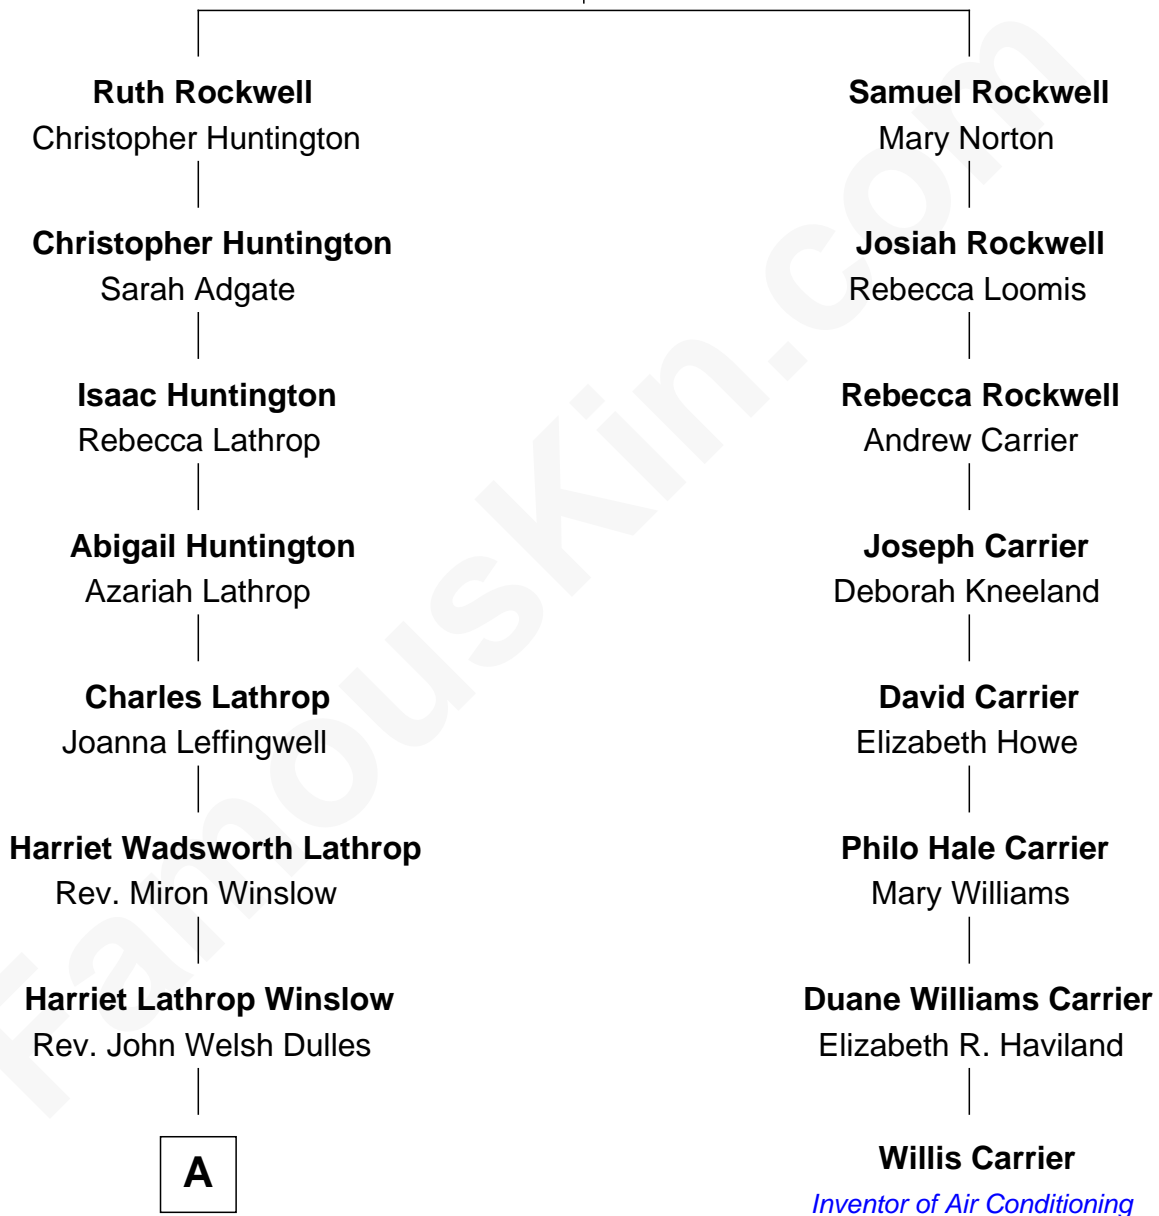 Ruth Rockwell
Christopher Huntington
Christopher Huntington
Sarah Adgate
Isaac Huntington
Rebecca Lathrop
Abigail Huntington
Azariah Lathrop
Charles Lathrop
Joanna Leffingwell
Harriet Wadsworth Lathrop
Rev. Miron Winslow
Harriet Lathrop Winslow
Rev. John Welsh Dulles
A
Samuel Rockwell
Mary Norton
Josiah Rockwell
Rebecca Loomis
Rebecca Rockwell
Andrew Carrier
Joseph Carrier
Deborah Kneeland
David Carrier
Elizabeth Howe
Philo Hale Carrier
Mary Williams
Duane Williams Carrier
Elizabeth R. Haviland
Willis Carrier
Inventor of Air Conditioning
FamousKin.com